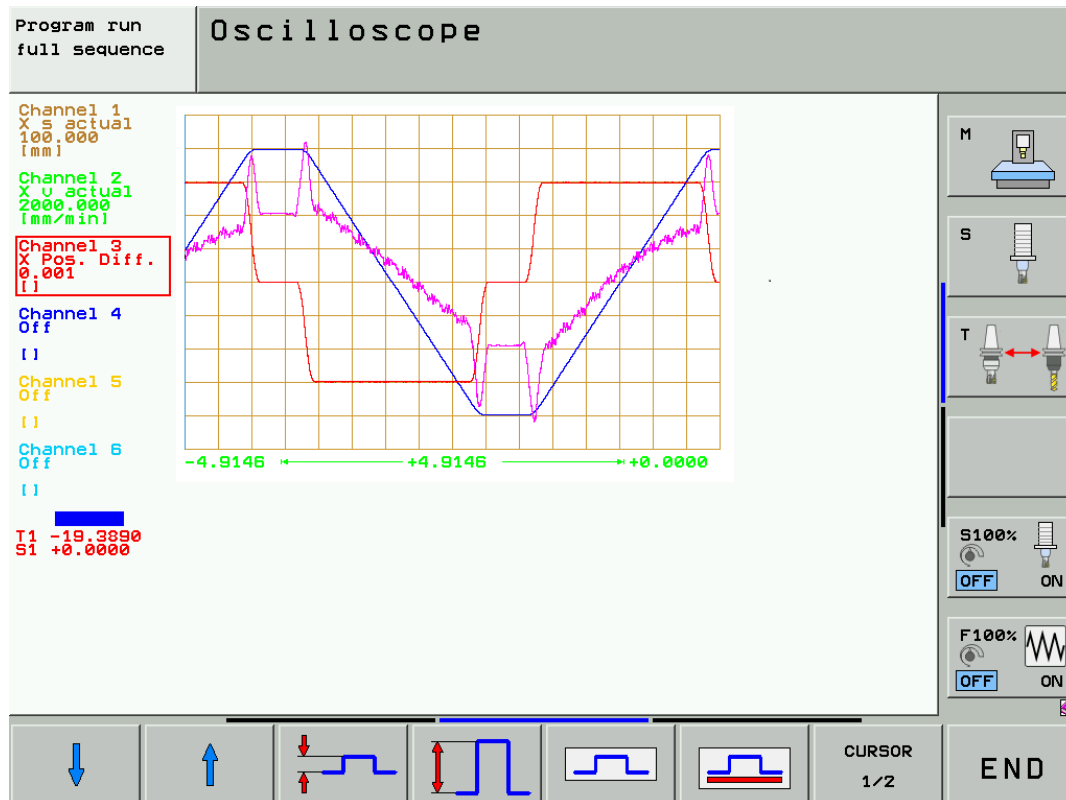 Program run
full sequence
Oscilloscope
Channel 1
X s actual
100.000
[mm]
Channel 2
X v actual
2000.000
[mm/min]
Channel 3
X Pos. Diff.
0.001
[]
Channel 4
Off
[]
Channel 5
Off
[]
Channel 6
Off
[]
T1 -19.3890
S1 +0.0000
-4.9146 +4.9146 +0.0000
M
S
T
S100%
OFF ON
F100%
OFF ON
CURSOR
1/2
END